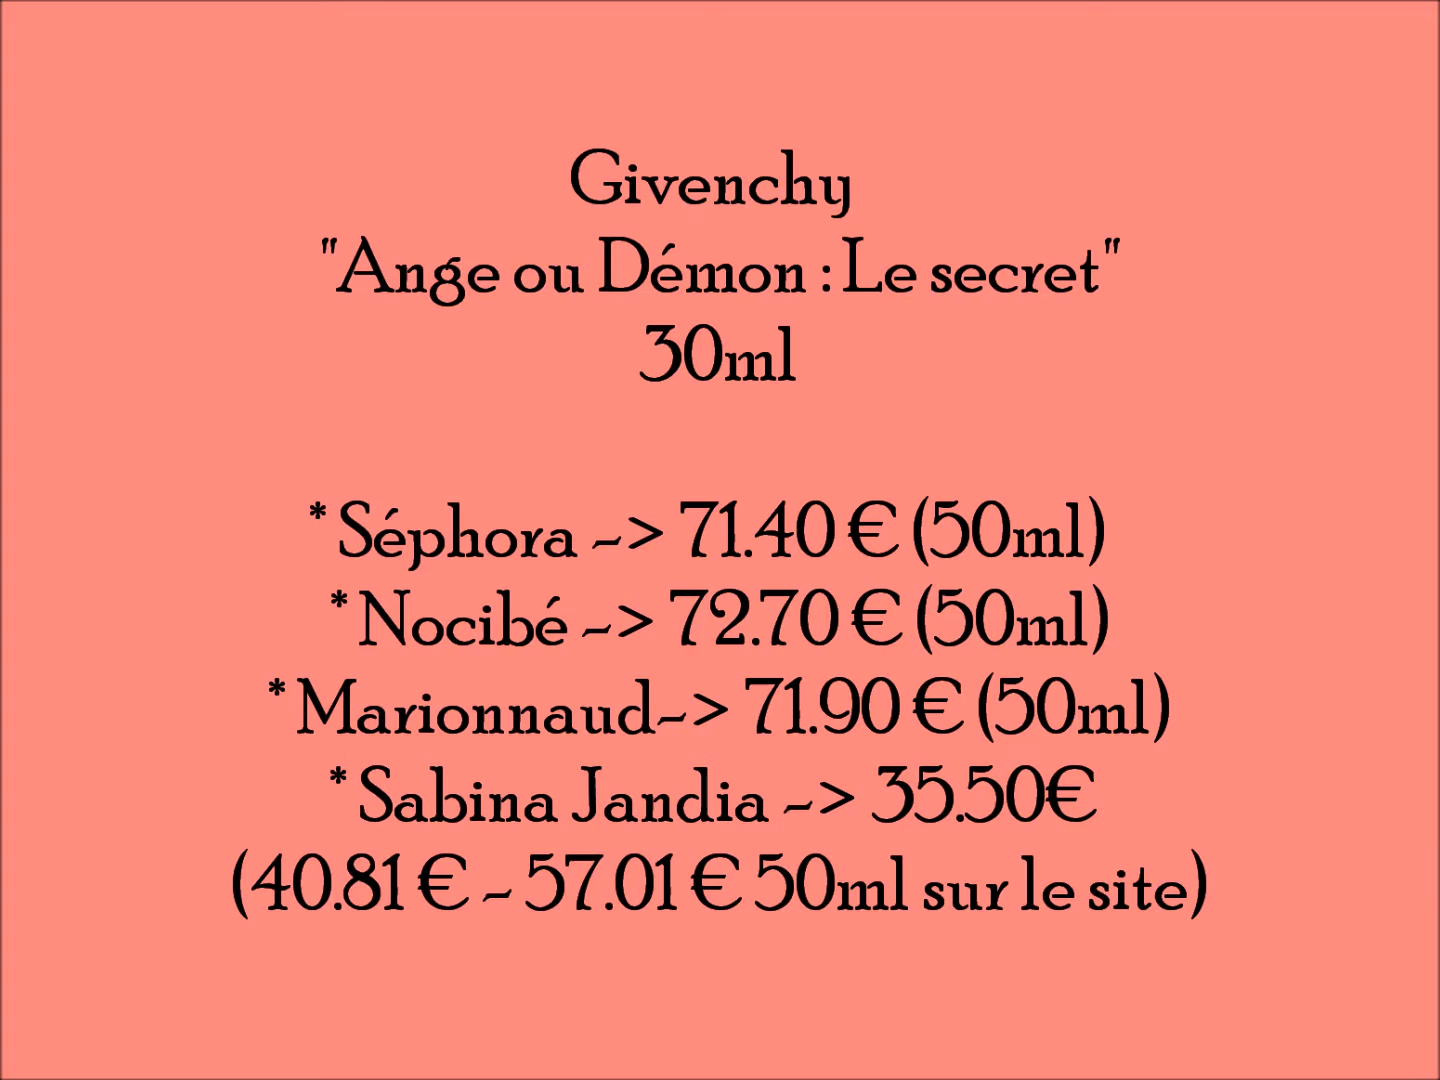 Givenchy
"Ange ou Démon : Le secret"
30ml
*Séphora -> 71.40 € (50ml)
*Nocibé -> 72.70 € (50ml)
*Marionnaud-> 71.90 € (50ml)
*Sabina Jandia -> 35.50€
(40.81 € - 57.01 € 50ml sur le site)